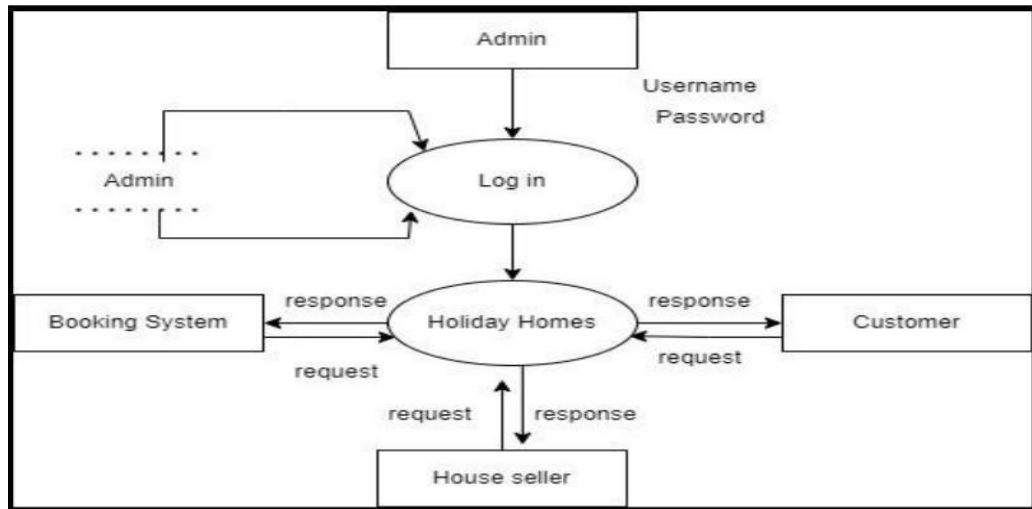 Admin
Username
Password
Admin
Log in
response
response
Booking System
Holiday Homes
Customer
request
request
request
response
House seller